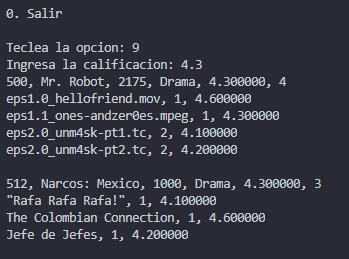 0. Salir
Teclea la opcion: 9
Ingresa la calificacion: 4.3
500, Mr. Robot, 2175, Drama, 4.300000, 4
eps1.0_hellofriend.mov, 1, 4.600000
eps1.1_ones-andzer0es.mpeg, 1, 4.300000
eps2.0_unm4sk-pt1.tc, 2, 4.100000
eps2.0_unm4sk-pt2.tc, 2, 4.200000
512, Narcos: Mexico, 1000, Drama, 4.300000, 3
"Rafa Rafa Rafa!", 1, 4.100000
The Colombian Connection, 1, 4.600000
Jefe de Jefes, 1, 4.200000